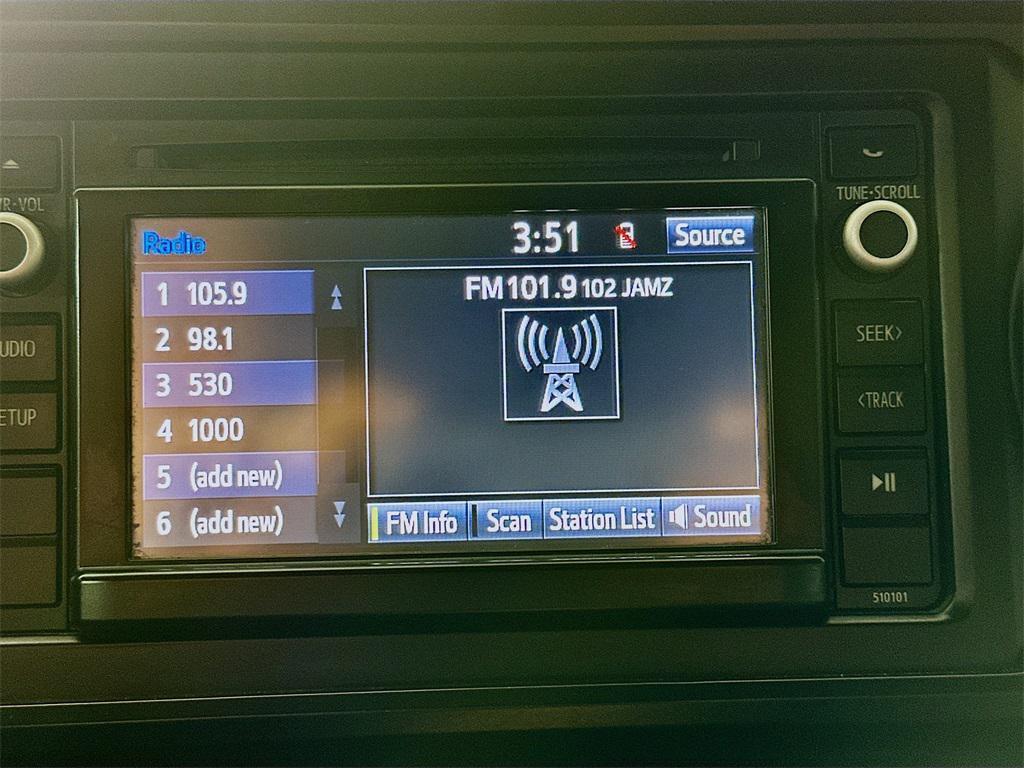 PWR•VOL
TUNE•SCROLL
Radio
3:51
Source
1 105.9
2 98.1
3 530
4 1000
5 (add new)
6 (add new)
FM 101.9 102 JAMZ
FM Info
Scan
Station List
Sound
UDIO
ETUP
SEEK>
<TRACK
510101